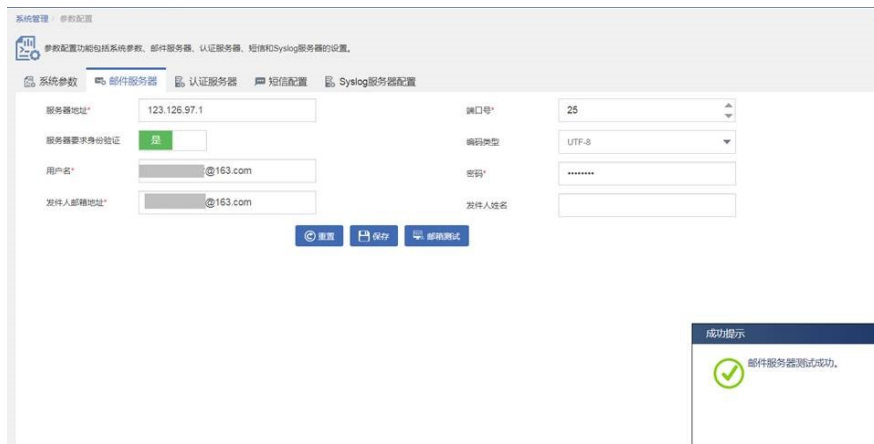 系统管理 / 参数配置
参数配置功能包括系统参数、邮件服务器、认证服务器、短信和Syslog服务器的设置。
系统参数 邮件服务器 认证服务器 短信配置 Syslog服务器配置
服务器地址* 123.126.97.1 端口号* 25
服务器要求身份验证 是 编码类型 UTF-8
用户名* @163.com 密码* ••••••••
发件人邮箱地址* @163.com 发件人姓名
重置 保存 邮箱测试
成功提示
邮件服务器测试成功。